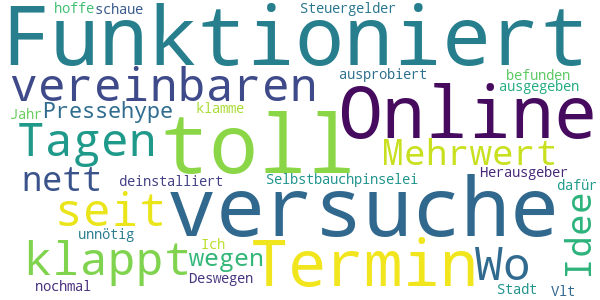 hoffe schaue Steuergelder
Funktioniert
vereinbaren ausprobiert befunden
ausgegeben
Jahr Pressehype klamme Online
Tagen toll Mehrwert
nett deinstalliert Selbstbauchpinselei Herausgeber dafür
seit versuche Idee
unnötig
klappt wegen Ich Termin Wo
nochmal Deswegen Stadt Vlt